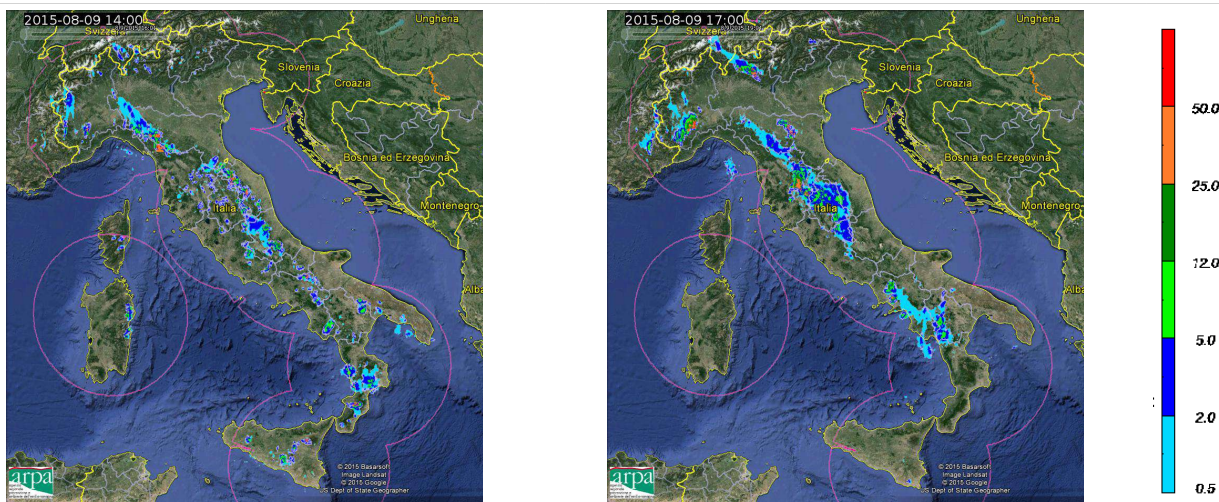 2015-08-09 14:00
Svizzera
Ungheria
Slovenia
Croazia
Bosnia ed Erzegovina
Montenegro
Alba
Italia
© 2015 Basarsoft
Image Landsat
© 2015 Google
US Dept of State Geographer
arpa
2015-08-09 17:00
Svizzera
Ungheria
Slovenia
Croazia
Bosnia ed Erzegovina
Montenegro
Alba
Italia
© 2015 Basarsoft
Image Landsat
© 2015 Google
US Dept of State Geographer
arpa
50.0
25.0
12.0
5.0
2.0
0.5